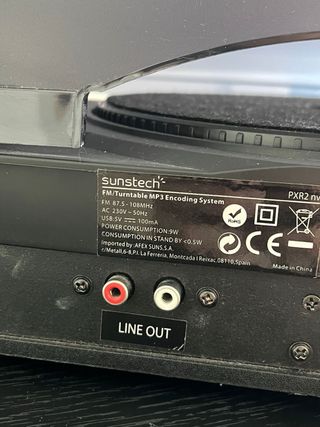 sunstech
FM/Turntable MP3 Encoding System
PXR2
FM 87.5 - 108MHz
AC 230V ~ 50Hz
USB:5V ⎓ 100mA
POWER CONSUMPTION:9W
CONSUMPTION IN STAND BY <0.5W
Imported by: AFEX SUNS,S.A.
c/Metall,6-8,P.I. La Ferreria, Montcada I Reixac, 08110,Spain
RoHS
CE
Made in China
LINE OUT